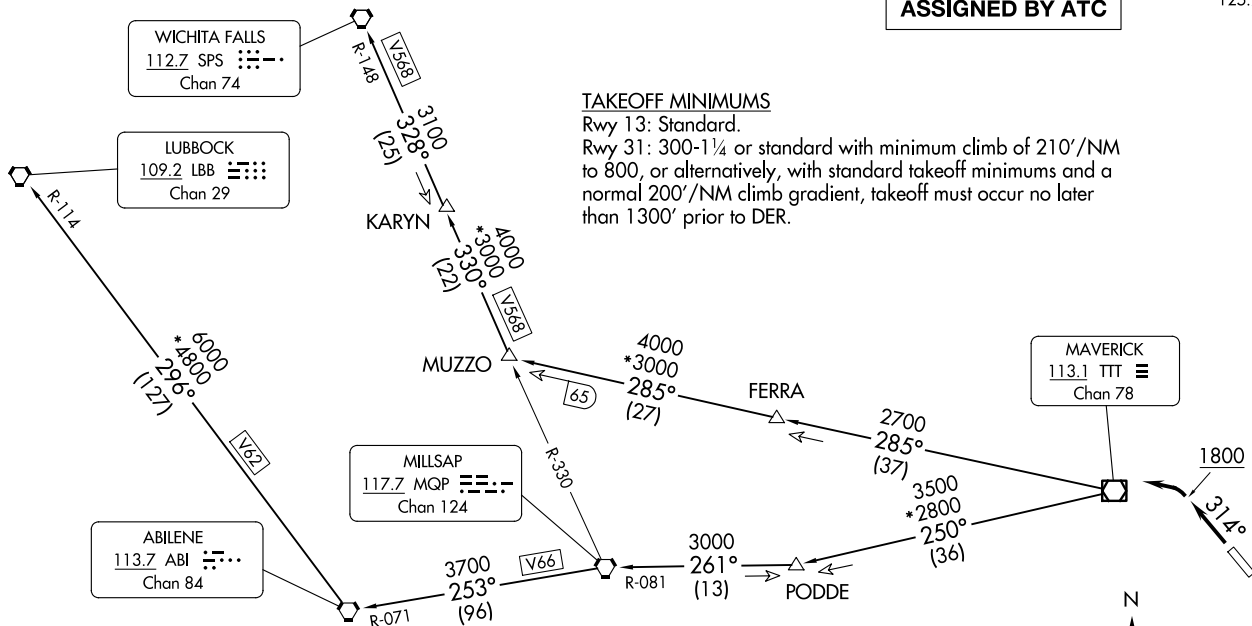 ASSIGNED BY ATC
WICHITA FALLS
112.7 SPS
Chan 74
R-148
V568
3100
328°
(25)
TAKEOFF MINIMUMS
Rwy 13: Standard.
Rwy 31: 300-1¼ or standard with minimum climb of 210'/NM
to 800, or alternatively, with standard takeoff minimums and a
normal 200'/NM climb gradient, takeoff must occur no later
than 1300' prior to DER.
LUBBOCK
109.2 LBB
Chan 29
R-114
KARYN
4000
*3000
330°
(22)
V568
6000
*4800
296°
(127)
V62
MUZZO
65
4000
*3000
285°
(27)
FERRA
MAVERICK
113.1 TTT
Chan 78
2700
285°
(37)
1800
314°
R-330
MILLSAP
117.7 MQP
Chan 124
3500
*2800
250°
(36)
ABILENE
113.7 ABI
Chan 84
R-071
3700
V66
253°
(96)
R-081
3000
261°
(13)
PODDE
N